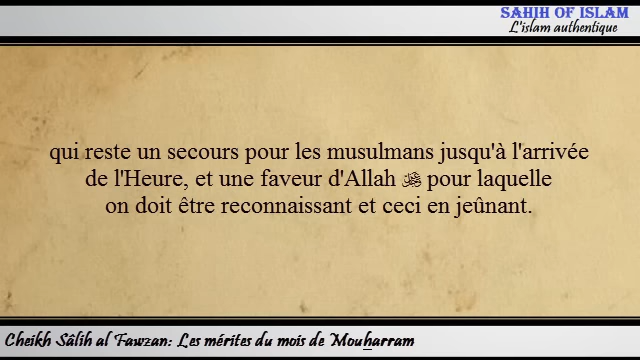 SAHIH OF ISLAM
L'islam authentique
qui reste un secours pour les musulmans jusqu'à l'arrivée
de l'Heure, et une faveur d'Allah ﷻ pour laquelle
on doit être reconnaissant et ceci en jeûnant.
Cheikh Sâlih al Fawzan: Les mérites du mois de Mouharram